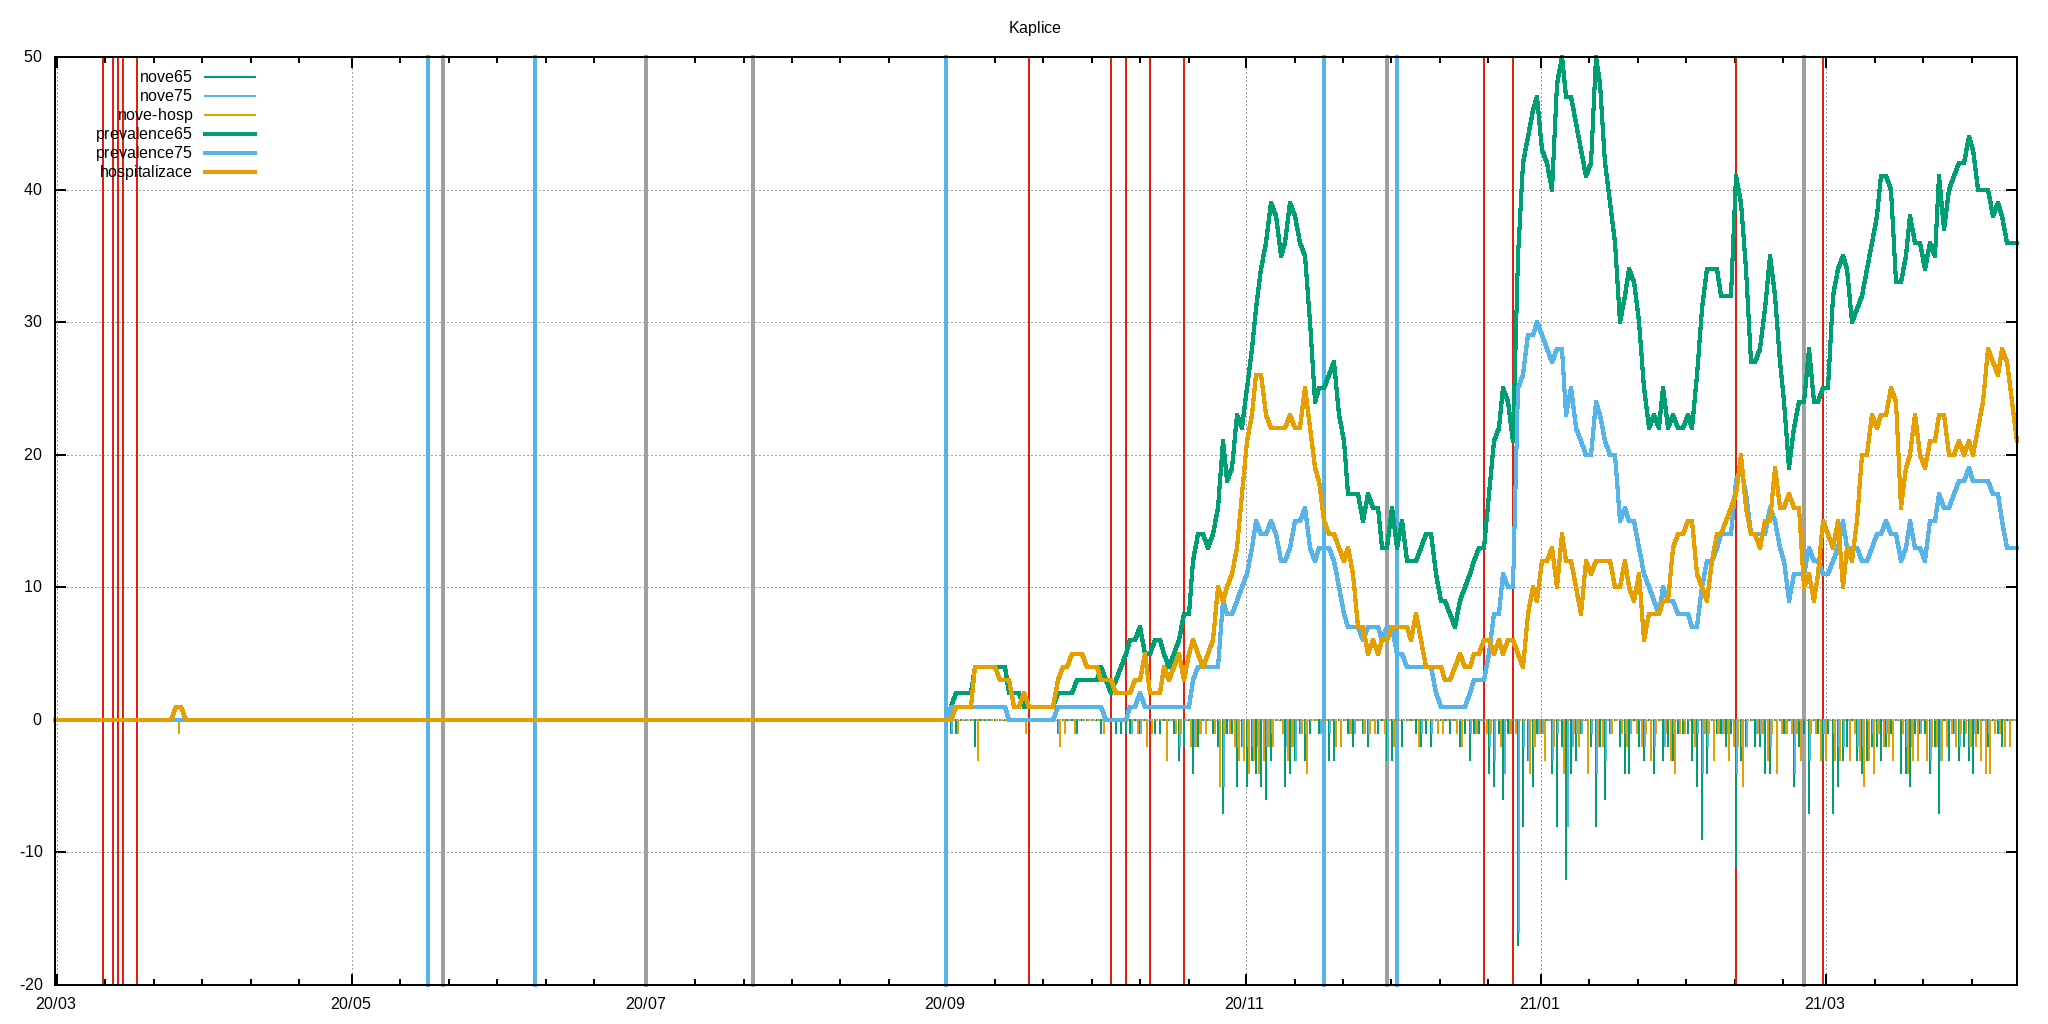 Kaplice
50
40
30
20
10
0
-10
-20
nove65
nove75
nove-hosp
prevalence65
prevalence75
hospitalizace
20/03 20/05 20/07 20/09 20/11 21/01 21/03